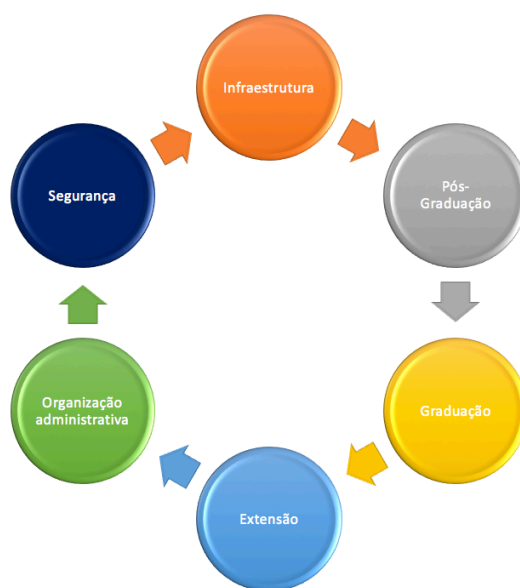 Infraestrutura
Pós-
Graduação
Graduação
Extensão
Organização
administrativa
Segurança